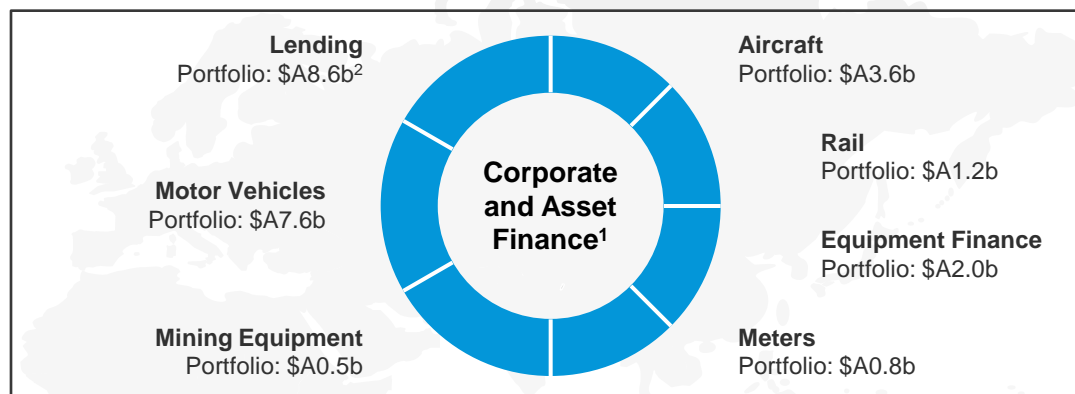 Lending
Portfolio: $A8.6b²
Aircraft
Portfolio: $A3.6b
Rail
Portfolio: $A1.2b
Corporate
and Asset
Finance¹
Motor Vehicles
Portfolio: $A7.6b
Equipment Finance
Portfolio: $A2.0b
Mining Equipment
Portfolio: $A0.5b
Meters
Portfolio: $A0.8b